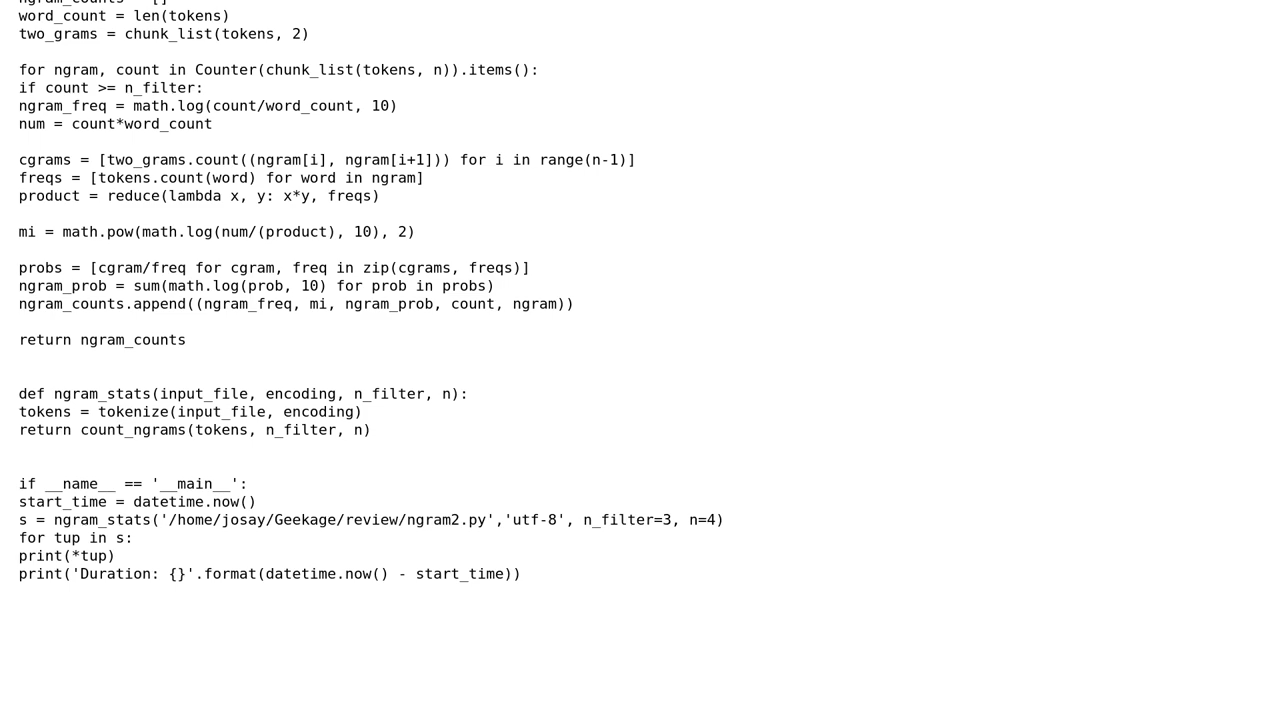 ngram_counts = []
word_count = len(tokens)
two_grams = chunk_list(tokens, 2)
for ngram, count in Counter(chunk_list(tokens, n)).items():
if count >= n_filter:
ngram_freq = math.log(count/word_count, 10)
num = count*word_count
cgrams = [two_grams.count((ngram[i], ngram[i+1])) for i in range(n-1)]
freqs = [tokens.count(word) for word in ngram]
product = reduce(lambda x, y: x*y, freqs)
mi = math.pow(math.log(num/(product), 10), 2)
probs = [cgram/freq for cgram, freq in zip(cgrams, freqs)]
ngram_prob = sum(math.log(prob, 10) for prob in probs)
ngram_counts.append((ngram_freq, mi, ngram_prob, count, ngram))
return ngram_counts
def ngram_stats(input_file, encoding, n_filter, n):
tokens = tokenize(input_file, encoding)
return count_ngrams(tokens, n_filter, n)
if __name__ == '__main__':
start_time = datetime.now()
s = ngram_stats('/home/josay/Geekage/review/ngram2.py','utf-8', n_filter=3, n=4)
for tup in s:
print(*tup)
print('Duration: {}'.format(datetime.now() - start_time))